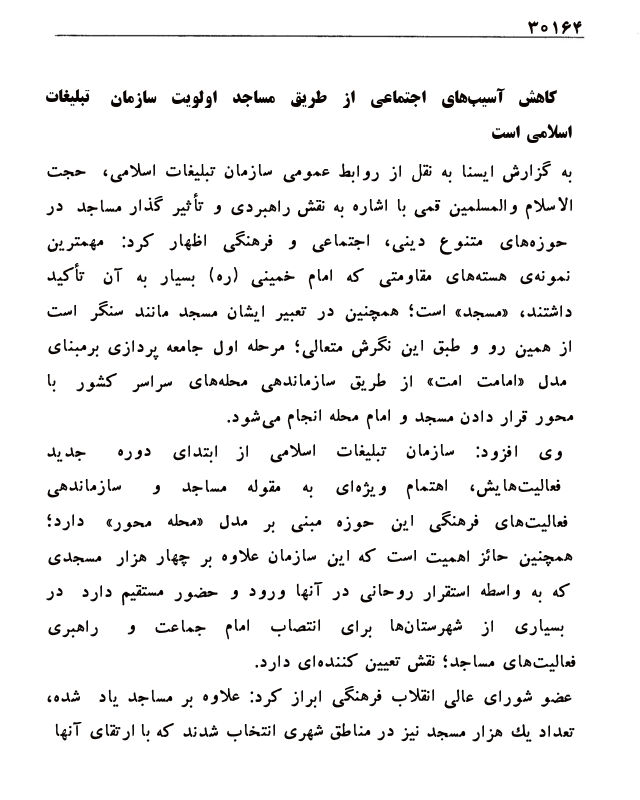 ۳۰۱۶۴
کاهش آسیب‌های اجتماعی از طریق مساجد اولویت سازمان تبلیغات
اسلامی است
به گزارش ایسنا به نقل از روابط عمومی سازمان تبلیغات اسلامی، حجت
الاسلام والمسلمین قمی با اشاره به نقش راهبردی و تأثیر گذار مساجد در
حوزه‌های متنوع دینی، اجتماعی و فرهنگی اظهار کرد: مهمترین
نمونه‌ی هسته‌های مقاومتی که امام خمینی (ره) بسیار به آن تأکید
داشتند، «مسجد» است؛ همچنین در تعبیر ایشان مسجد مانند سنگر است
از همین رو و طبق این نگرش متعالی؛ مرحله اول جامعه پردازی برمبنای
مدل «امامت امت» از طریق سازماندهی محله‌های سراسر کشور با
محور قرار دادن مسجد و امام محله انجام می‌شود.
وی افزود: سازمان تبلیغات اسلامی از ابتدای دوره جدید
فعالیت‌هایش، اهتمام ویژه‌ای به مقوله مساجد و سازماندهی
فعالیت‌های فرهنگی این حوزه مبنی بر مدل «محله محور» دارد؛
همچنین حائز اهمیت است که این سازمان علاوه بر چهار هزار مسجدی
که به واسطه استقرار روحانی در آنها ورود و حضور مستقیم دارد در
بسیاری از شهرستان‌ها برای انتصاب امام جماعت و راهبری
فعالیت‌های مساجد؛ نقش تعیین کننده‌ای دارد.
عضو شورای عالی انقلاب فرهنگی ابراز کرد: علاوه بر مساجد یاد شده،
تعداد یك هزار مسجد نیز در مناطق شهری انتخاب شدند که با ارتقای آنها